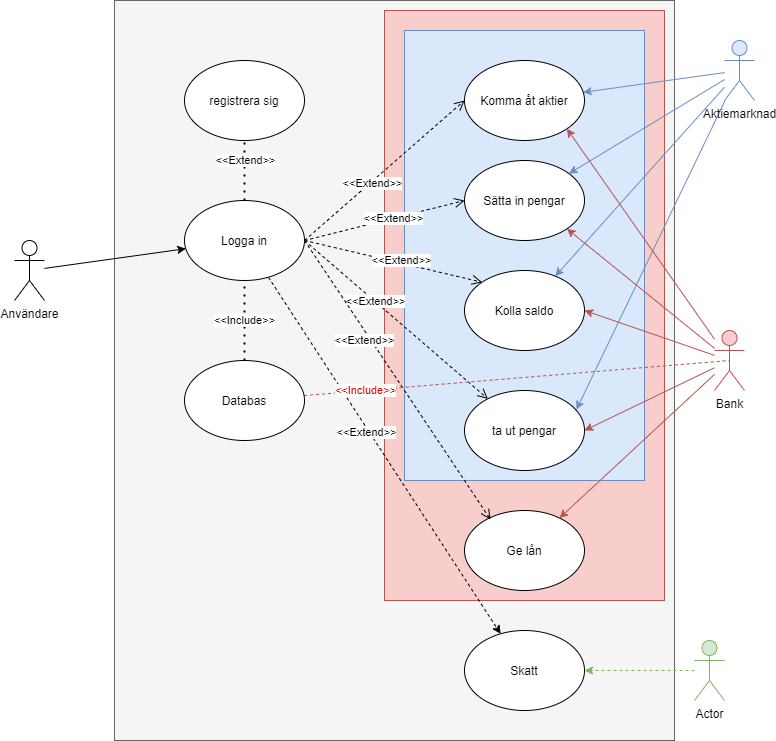 registrera sig
Komma åt aktier
Aktiemarknad
<<Extend>>
<<Extend>>
Sätta in pengar
<<Extend>>
Logga in
<<Extend>>
Användare
<<Extend>>
Kolla saldo
<<Include>>
<<Extend>>
<<Include>>
Databas
Bank
<<Extend>>
ta ut pengar
Ge lån
Skatt
Actor